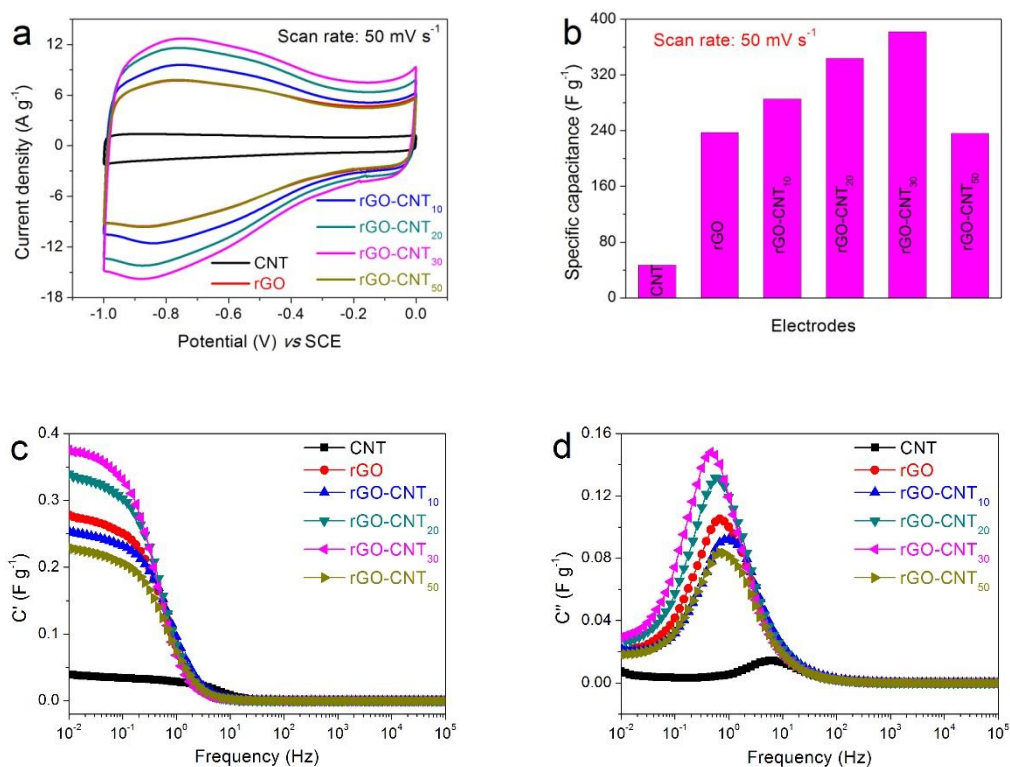 a
Scan rate: 50 mV s⁻¹
12
6
0
-6
-12
-18
Current density (A g⁻¹)
rGO-CNT₁₀
rGO-CNT₂₀
rGO-CNT₃₀
rGO-CNT₅₀
CNT
rGO
-1.0 -0.8 -0.6 -0.4 -0.2 0.0
Potential (V) vs SCE
b
Scan rate: 50 mV s⁻¹
400
360
320
240
160
80
0
Specific capacitance (F g⁻¹)
CNT
rGO
rGO-CNT₁₀
rGO-CNT₂₀
rGO-CNT₃₀
rGO-CNT₅₀
Electrodes
c
0.4
0.3
0.2
0.1
0.0
C' (F g⁻¹)
CNT
rGO
rGO-CNT₁₀
rGO-CNT₂₀
rGO-CNT₃₀
rGO-CNT₅₀
10⁻² 10⁻¹ 10⁰ 10¹ 10² 10³ 10⁴ 10⁵
Frequency (Hz)
d
0.16
0.12
0.08
0.04
0.00
C'' (F g⁻¹)
CNT
rGO
rGO-CNT₁₀
rGO-CNT₂₀
rGO-CNT₃₀
rGO-CNT₅₀
10⁻² 10⁻¹ 10⁰ 10¹ 10² 10³ 10⁴ 10⁵
Frequency (Hz)